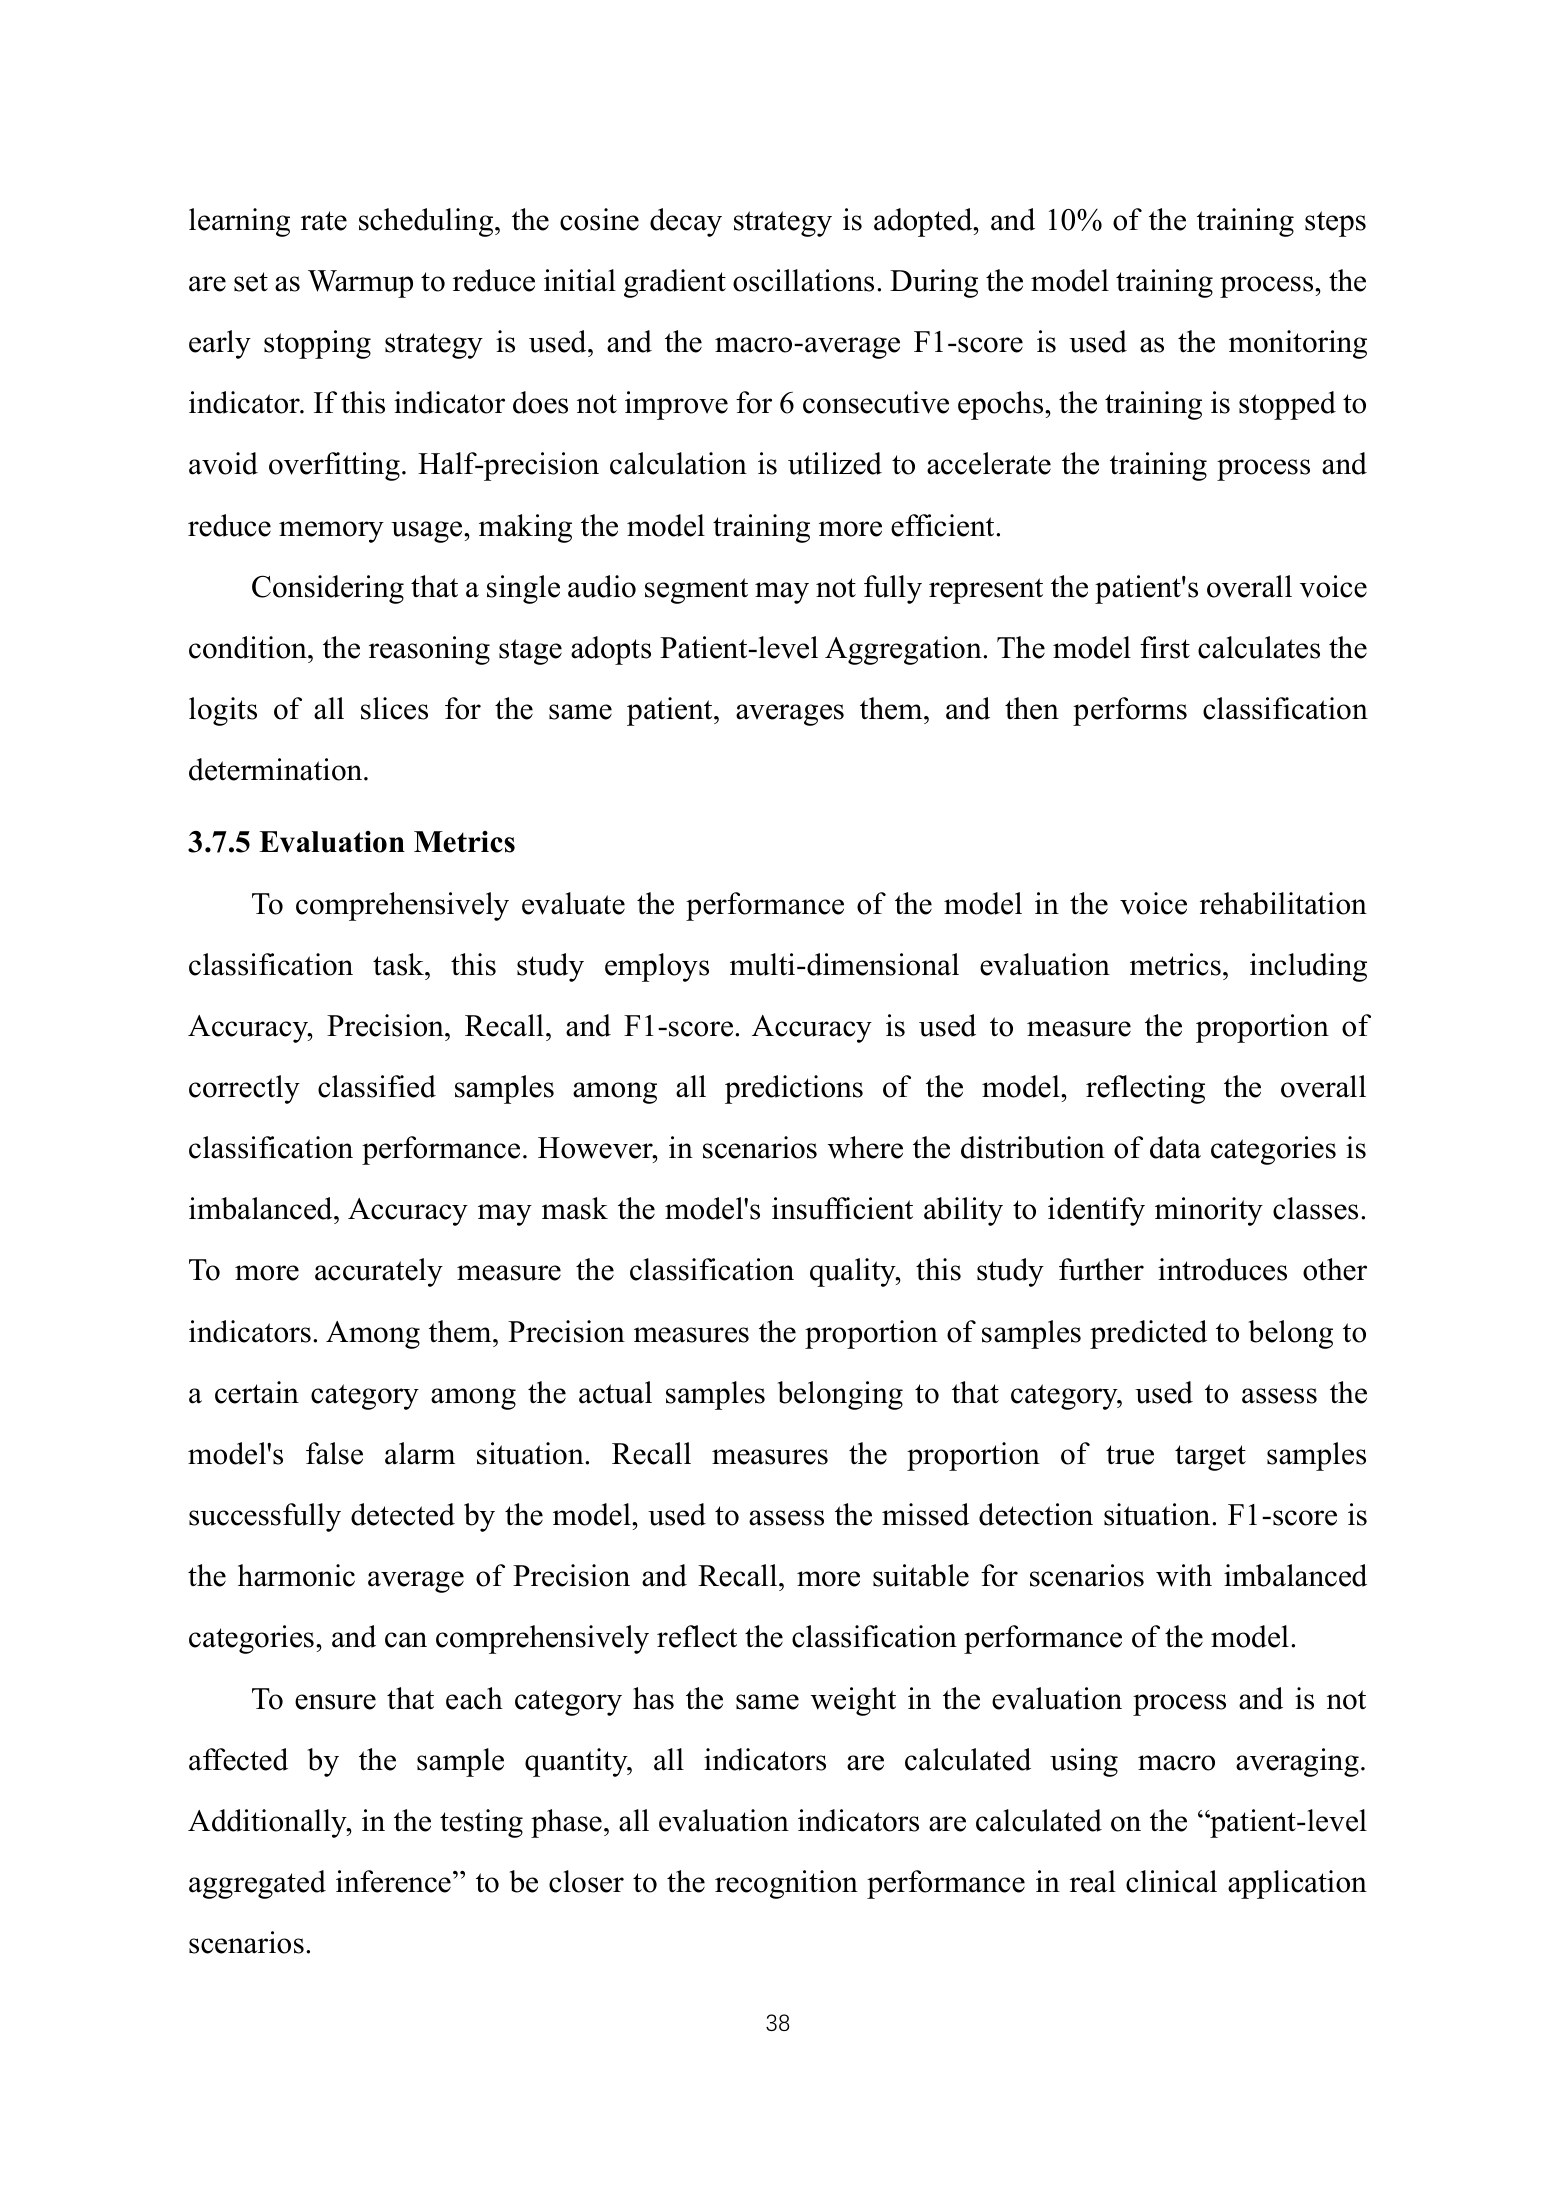 learning rate scheduling, the cosine decay strategy is adopted, and 10% of the training steps
are set as Warmup to reduce initial gradient oscillations. During the model training process, the
early stopping strategy is used, and the macro-average F1-score is used as the monitoring
indicator. If this indicator does not improve for 6 consecutive epochs, the training is stopped to
avoid overfitting. Half-precision calculation is utilized to accelerate the training process and
reduce memory usage, making the model training more efficient.
Considering that a single audio segment may not fully represent the patient's overall voice
condition, the reasoning stage adopts Patient-level Aggregation. The model first calculates the
logits of all slices for the same patient, averages them, and then performs classification
determination.
3.7.5 Evaluation Metrics
To comprehensively evaluate the performance of the model in the voice rehabilitation
classification task, this study employs multi-dimensional evaluation metrics, including
Accuracy, Precision, Recall, and F1-score. Accuracy is used to measure the proportion of
correctly classified samples among all predictions of the model, reflecting the overall
classification performance. However, in scenarios where the distribution of data categories is
imbalanced, Accuracy may mask the model's insufficient ability to identify minority classes.
To more accurately measure the classification quality, this study further introduces other
indicators. Among them, Precision measures the proportion of samples predicted to belong to
a certain category among the actual samples belonging to that category, used to assess the
model's false alarm situation. Recall measures the proportion of true target samples
successfully detected by the model, used to assess the missed detection situation. F1-score is
the harmonic average of Precision and Recall, more suitable for scenarios with imbalanced
categories, and can comprehensively reflect the classification performance of the model.
To ensure that each category has the same weight in the evaluation process and is not
affected by the sample quantity, all indicators are calculated using macro averaging.
Additionally, in the testing phase, all evaluation indicators are calculated on the “patient-level
aggregated inference” to be closer to the recognition performance in real clinical application
scenarios.
38